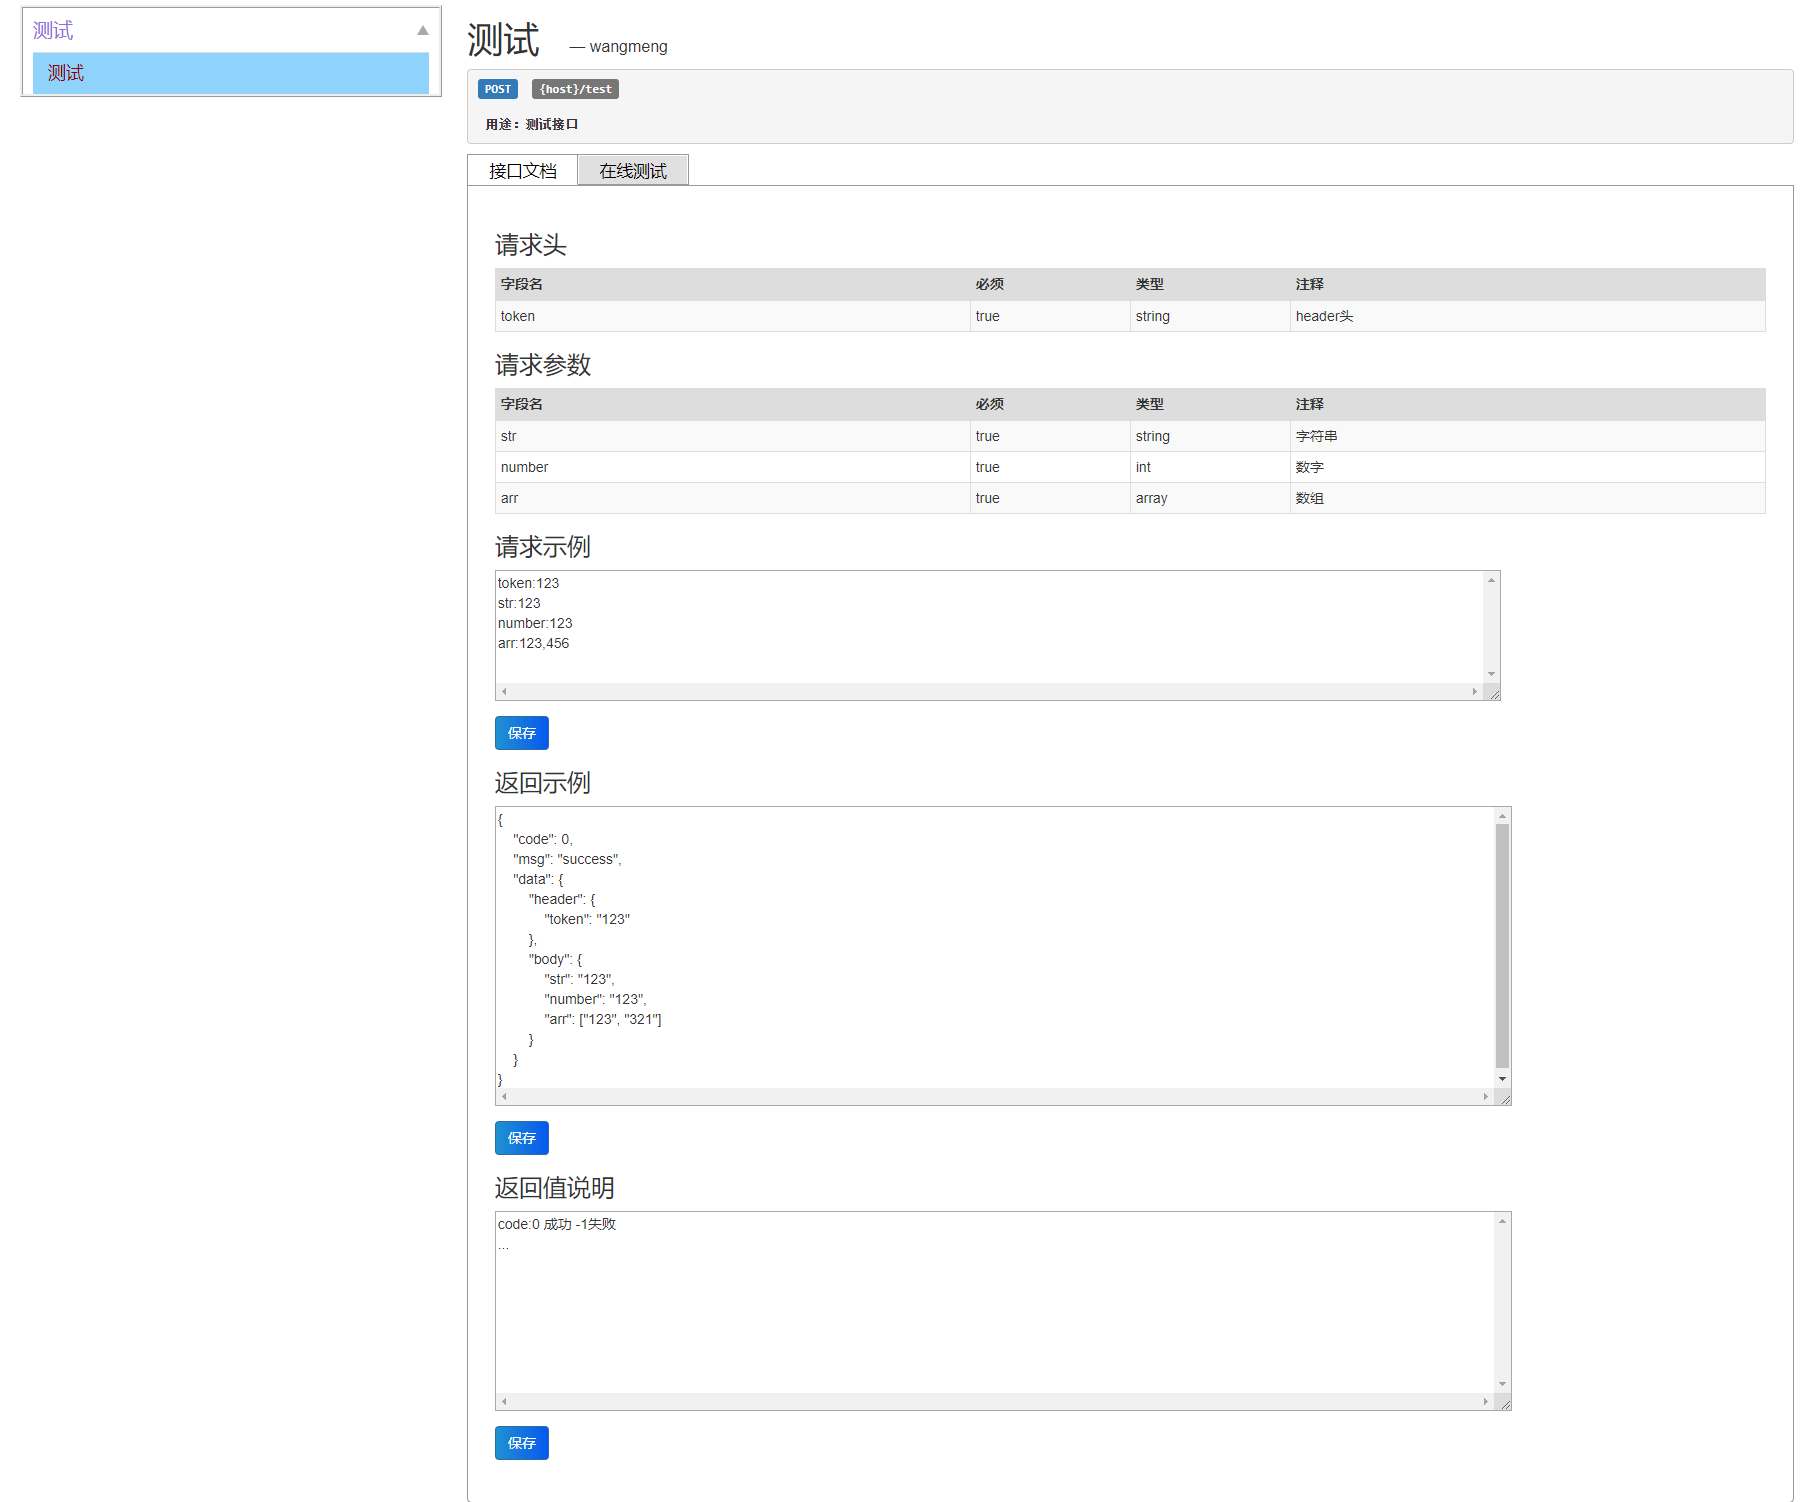 测试
测试
测试 — wangmeng
POST {host}/test
用途：测试接口
接口文档 在线测试
请求头
字段名 必须 类型 注释
token true string header头
请求参数
字段名 必须 类型 注释
str true string 字符串
number true int 数字
arr true array 数组
请求示例
token:123
str:123
number:123
arr:123,456
保存
返回示例
{
"code": 0,
"msg": "success",
"data": {
"header": {
"token": "123"
},
"body": {
"str": "123",
"number": "123",
"arr": ["123", "321"]
}
}
}
保存
返回值说明
code:0 成功 -1失败
...
保存